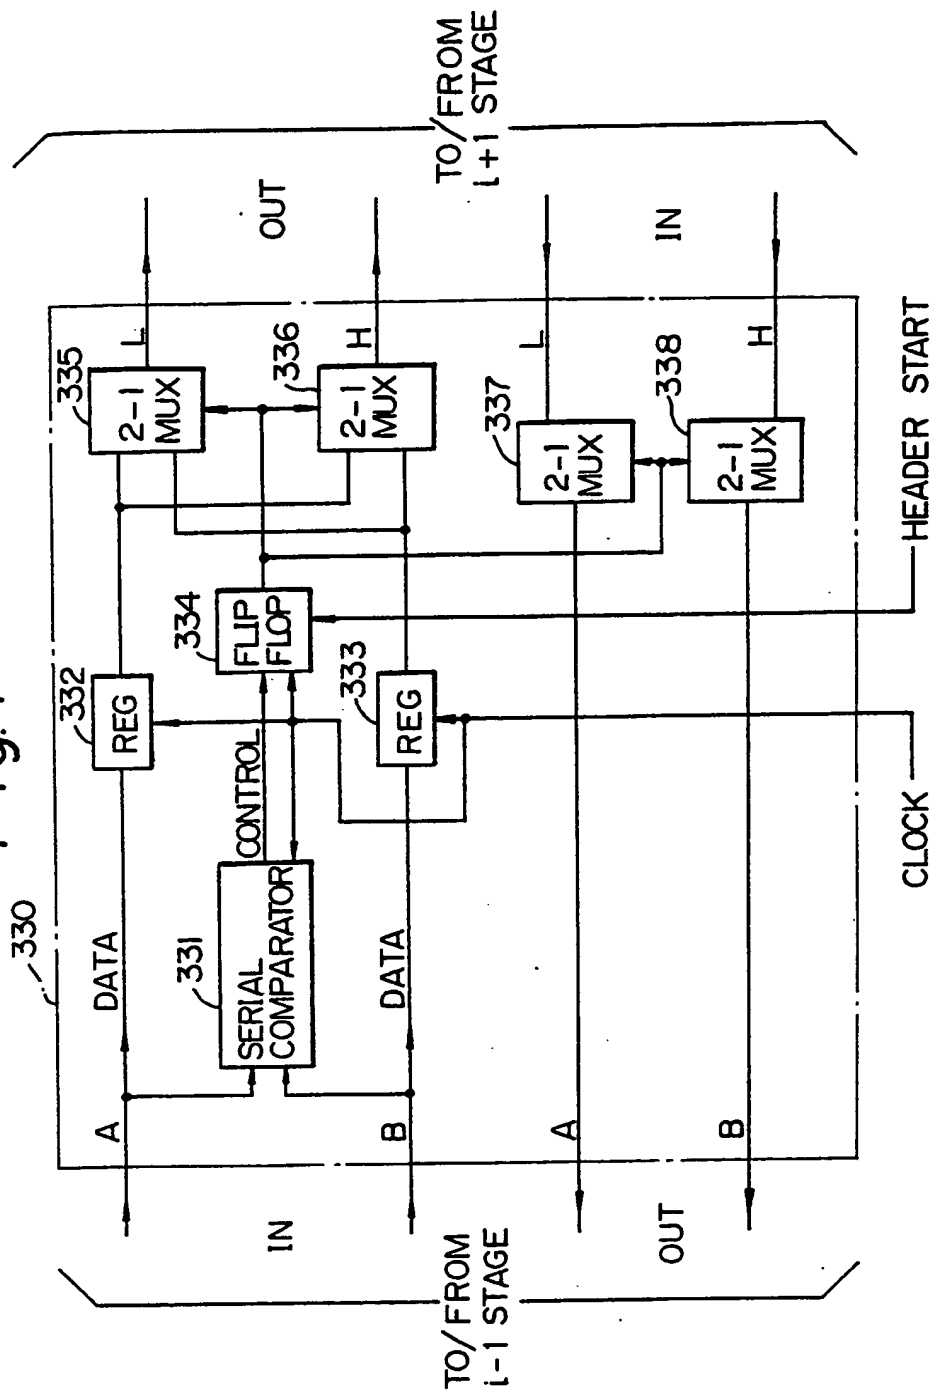 330
TO/FROM
i-1 STAGE
IN
OUT
A
DATA
B
DATA
A
B
331
SERIAL
COMPARATOR
CONTROL
332
REG
333
REG
334
FLIP
FLOP
335
2-1
MUX
336
2-1
MUX
337
2-1
MUX
338
2-1
MUX
L
H
L
H
OUT
IN
TO/FROM
i+1 STAGE
CLOCK
HEADER START